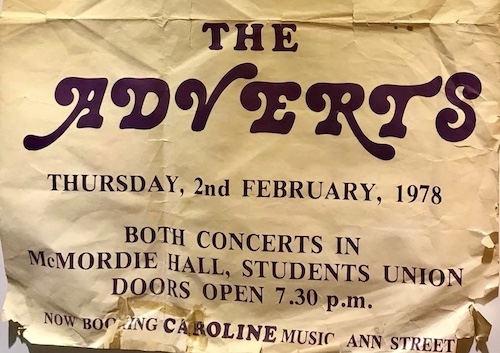 THE
ADVERTS
THURSDAY, 2nd FEBRUARY, 1978
BOTH CONCERTS IN
McMORDIE HALL, STUDENTS UNION
DOORS OPEN 7.30 p.m.
NOW CAROLINE MUSIC ANN STREET